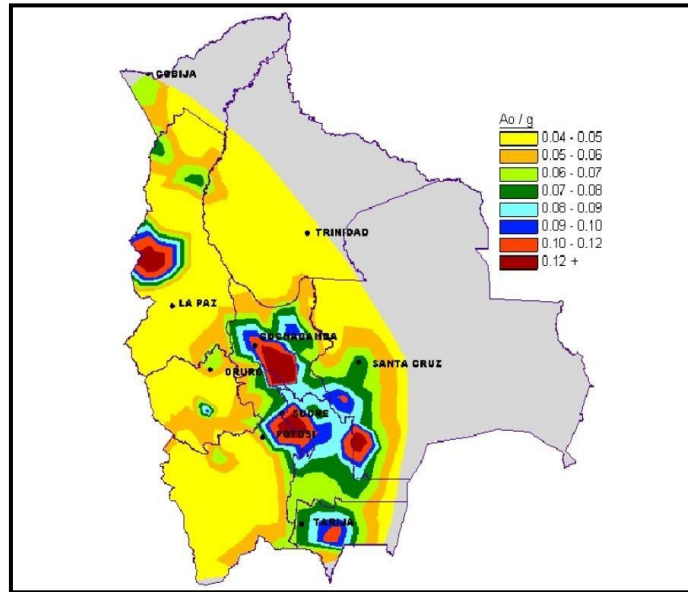 COBIJA
Ao / g
0.04 - 0.05
0.05 - 0.06
0.06 - 0.07
0.07 - 0.08
0.08 - 0.09
0.09 - 0.10
0.10 - 0.12
0.12 +
TRINIDAD
LA PAZ
COCHABAMBA
SANTA CRUZ
ORURO
SUCRE
POTOSI
TARIJA